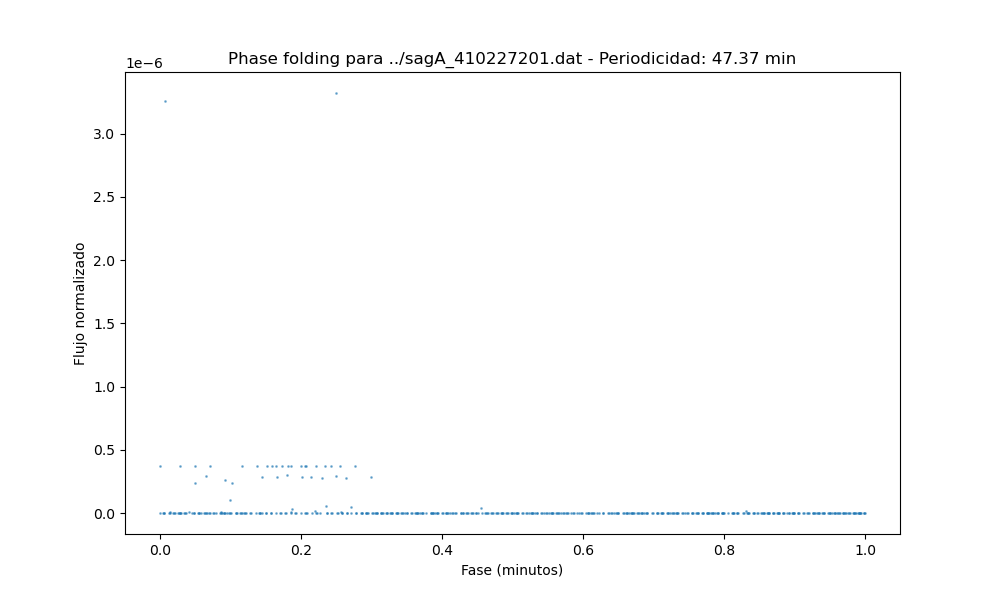 Phase folding para ../sagA_410227201.dat - Periodicidad: 47.37 min
1e−6
3.0
2.5
2.0
1.5
1.0
0.5
0.0
Flujo normalizado
0.0 0.2 0.4 0.6 0.8 1.0
Fase (minutos)